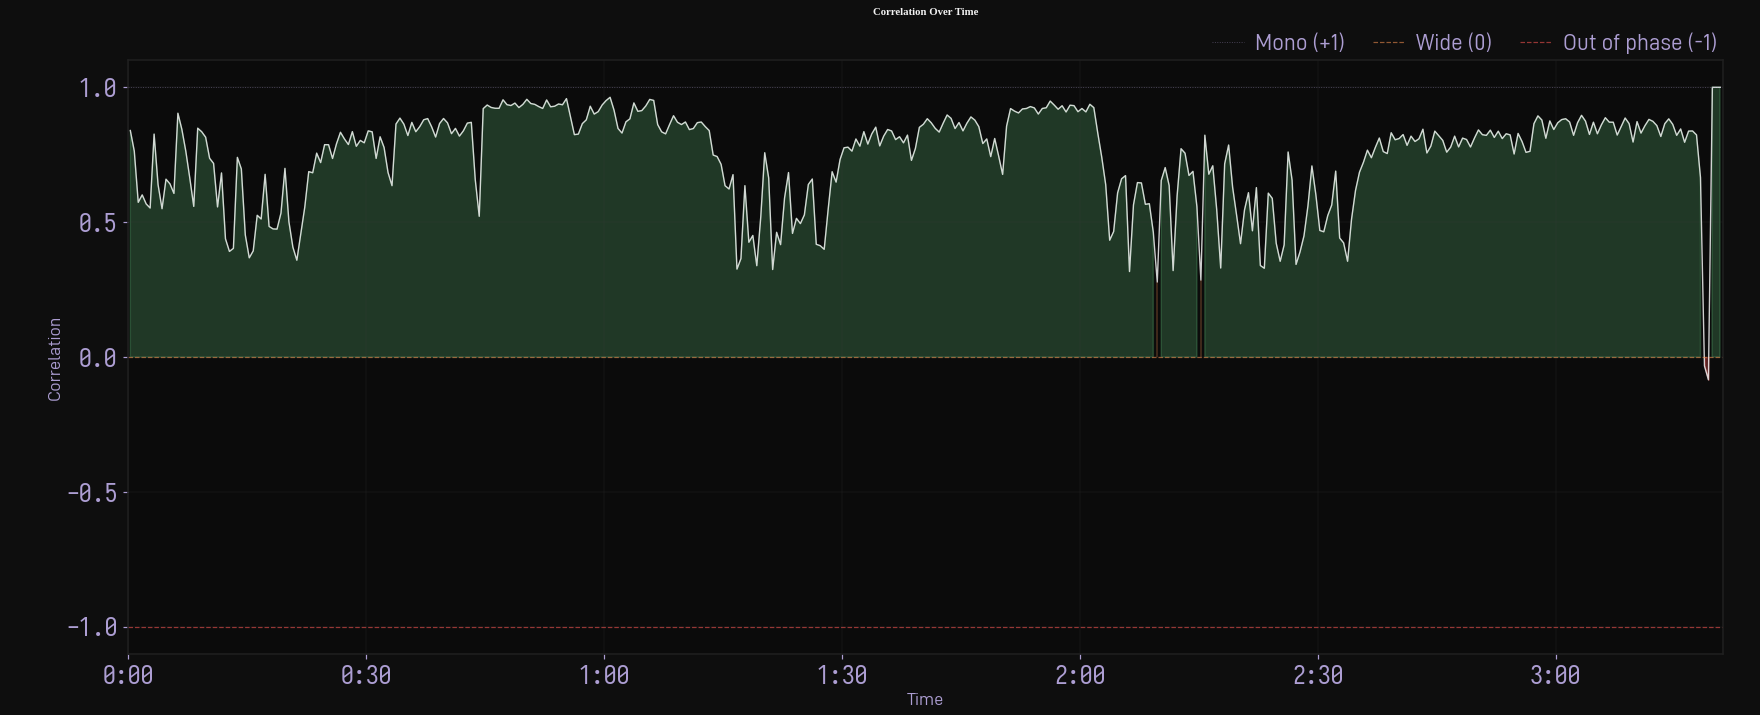 Correlation Over Time
Mono (+1) Wide (0) Out of phase (-1)
1.0
0.5
0.0
−0.5
−1.0
Correlation
0:00 0:30 1:00 1:30 2:00 2:30 3:00
Time